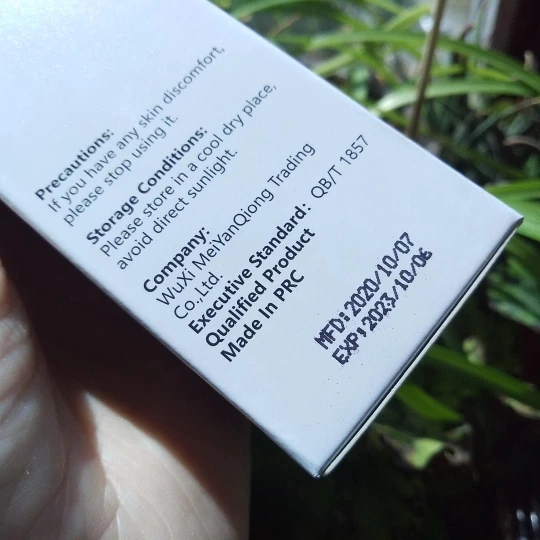 Precautions:
If you have any skin discomfort,
please stop using it.
Storage Conditions:
Please store in a cool dry place,
avoid direct sunlight.
Company:
WuXi MeiYanQiong Trading
Co.,Ltd.
Executive Standard: QB/T 1857
Qualified Product
Made In PRC
MFD:2020/10/07
EXP:2023/10/06